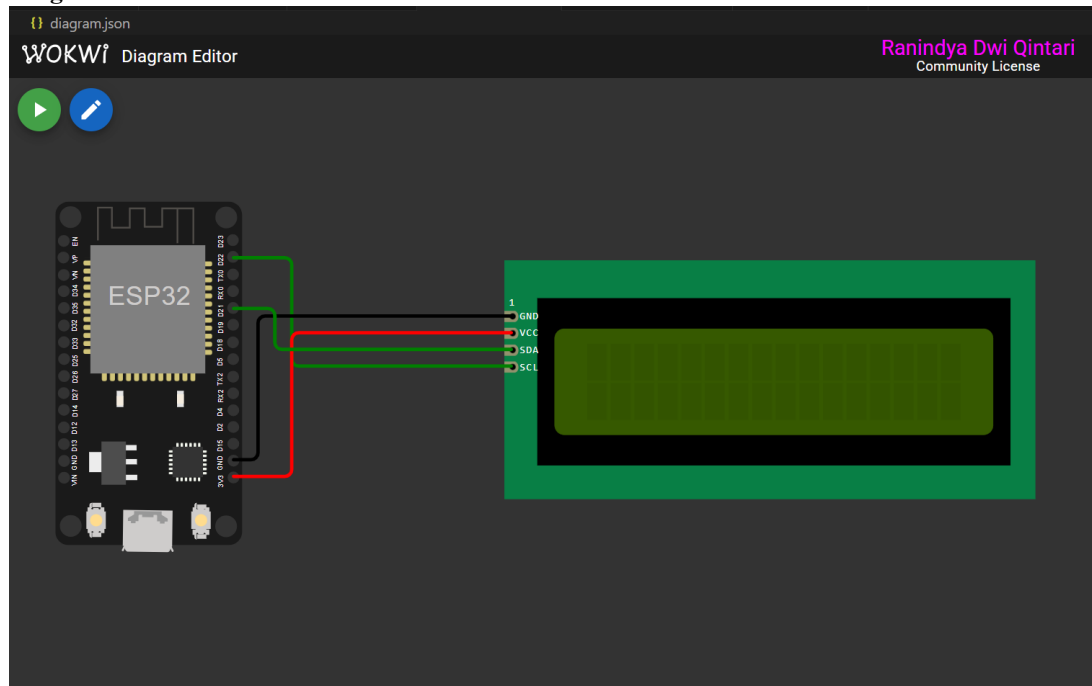 {} diagram.json
WOKWi Diagram Editor
Ranindya Dwi Qintari
Community License
ESP32
EN
VP
VN
D34
D35
D32
D33
D25
D26
D27
D14
D12
D13
GND
VIN
D23
D22
TX0
RX0
D21
D19
D18
D5
TX2
RX2
D4
D2
D15
GND
3V3
1
GND
VCC
SDA
SCL